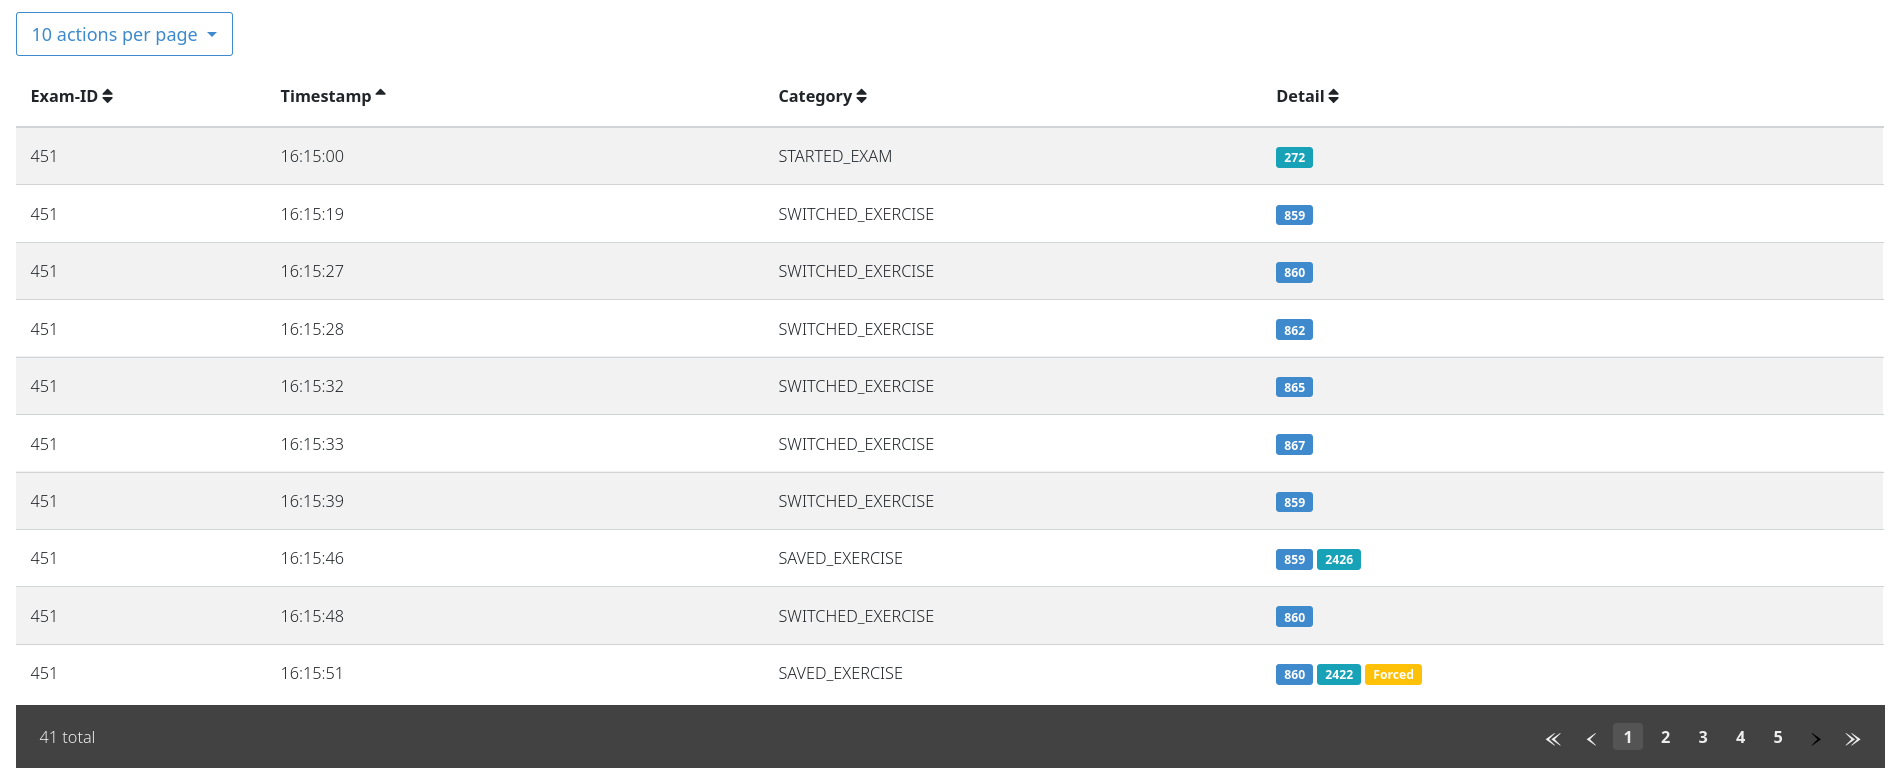 10 actions per page
Exam-ID Timestamp Category Detail
451 16:15:00 STARTED_EXAM 272
451 16:15:19 SWITCHED_EXERCISE 859
451 16:15:27 SWITCHED_EXERCISE 860
451 16:15:28 SWITCHED_EXERCISE 862
451 16:15:32 SWITCHED_EXERCISE 865
451 16:15:33 SWITCHED_EXERCISE 867
451 16:15:39 SWITCHED_EXERCISE 859
451 16:15:46 SAVED_EXERCISE 859 2426
451 16:15:48 SWITCHED_EXERCISE 860
451 16:15:51 SAVED_EXERCISE 860 2422 Forced
41 total 1 2 3 4 5